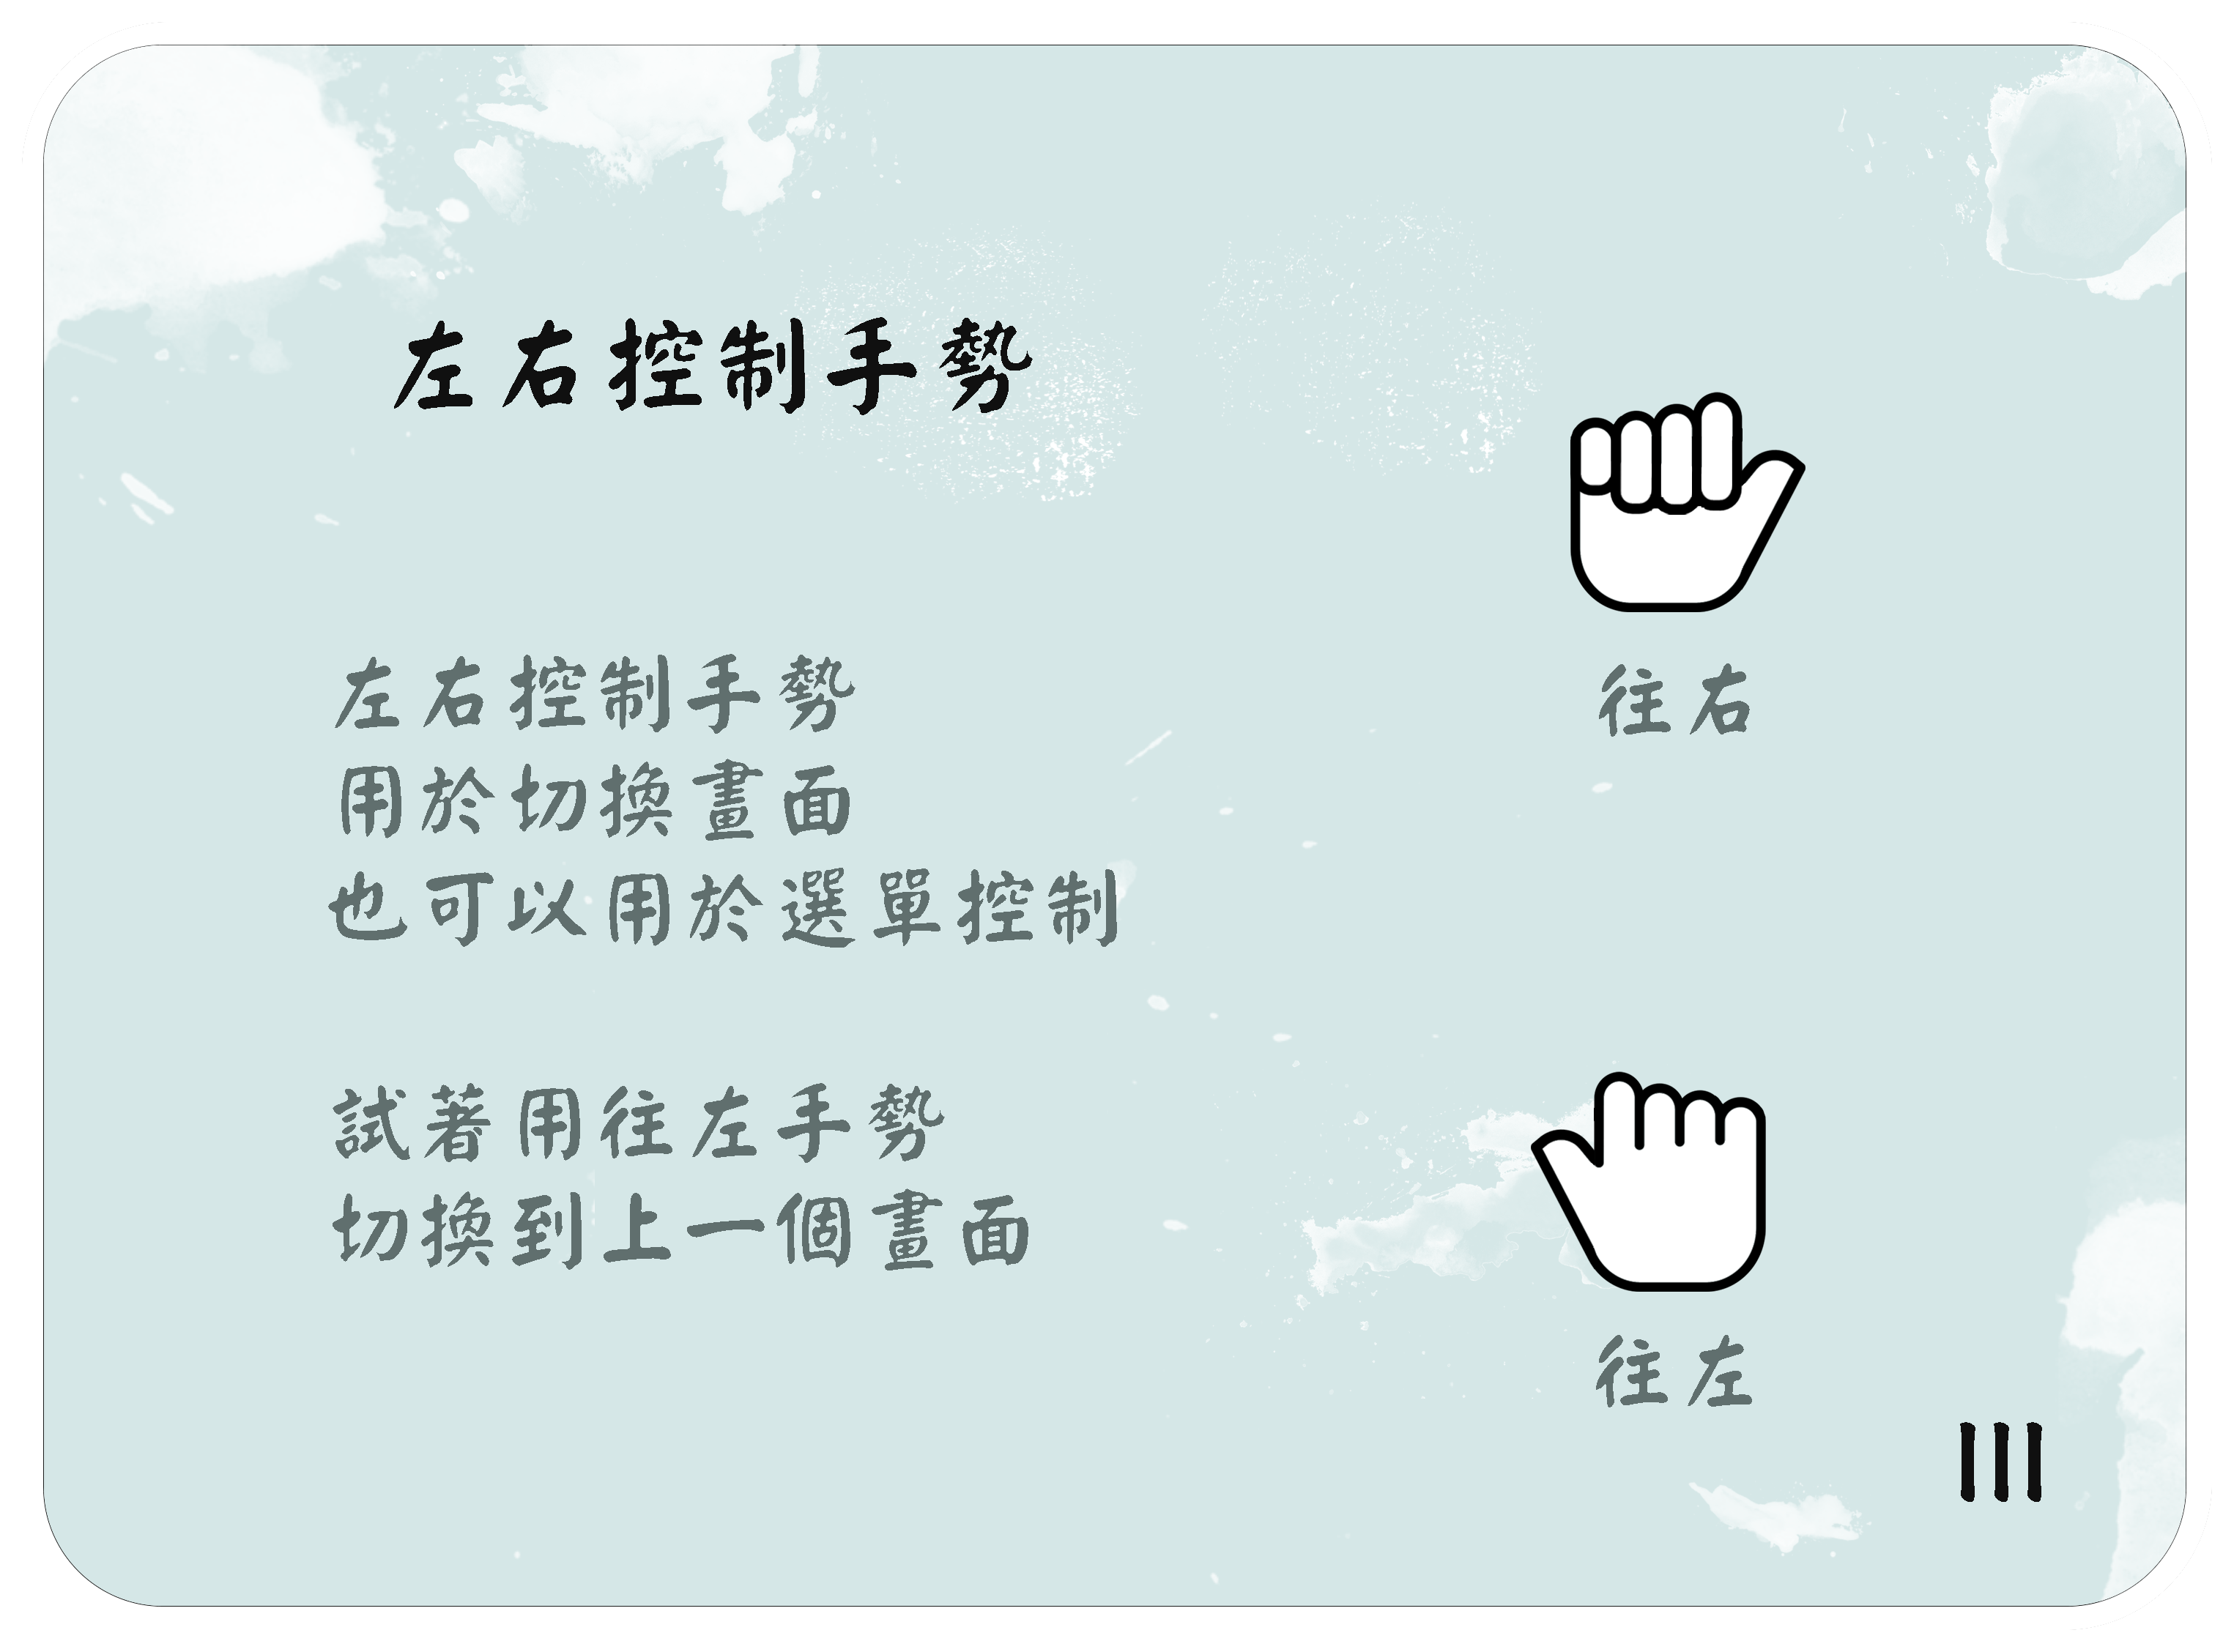 左右控制手勢
左右控制手勢
用於切換畫面
也可以用於選單控制
試著用往左手勢
切換到上一個畫面
往右
往左
III